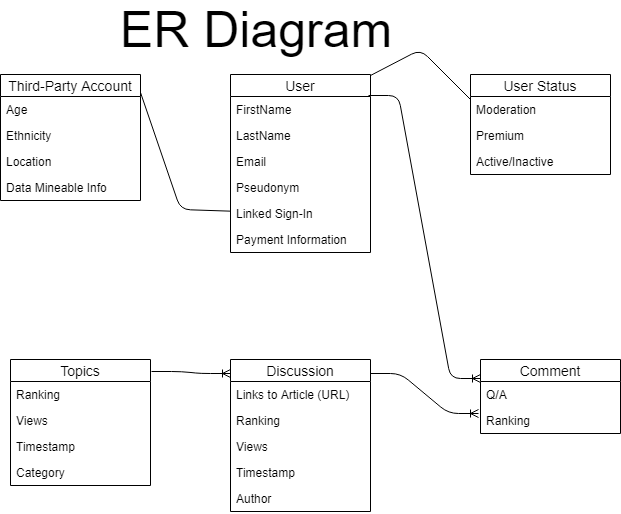 ER Diagram
Third-Party Account
Age
Ethnicity
Location
Data Mineable Info
User
FirstName
LastName
Email
Pseudonym
Linked Sign-In
Payment Information
User Status
Moderation
Premium
Active/Inactive
Topics
Ranking
Views
Timestamp
Category
Discussion
Links to Article (URL)
Ranking
Views
Timestamp
Author
Comment
Q/A
Ranking